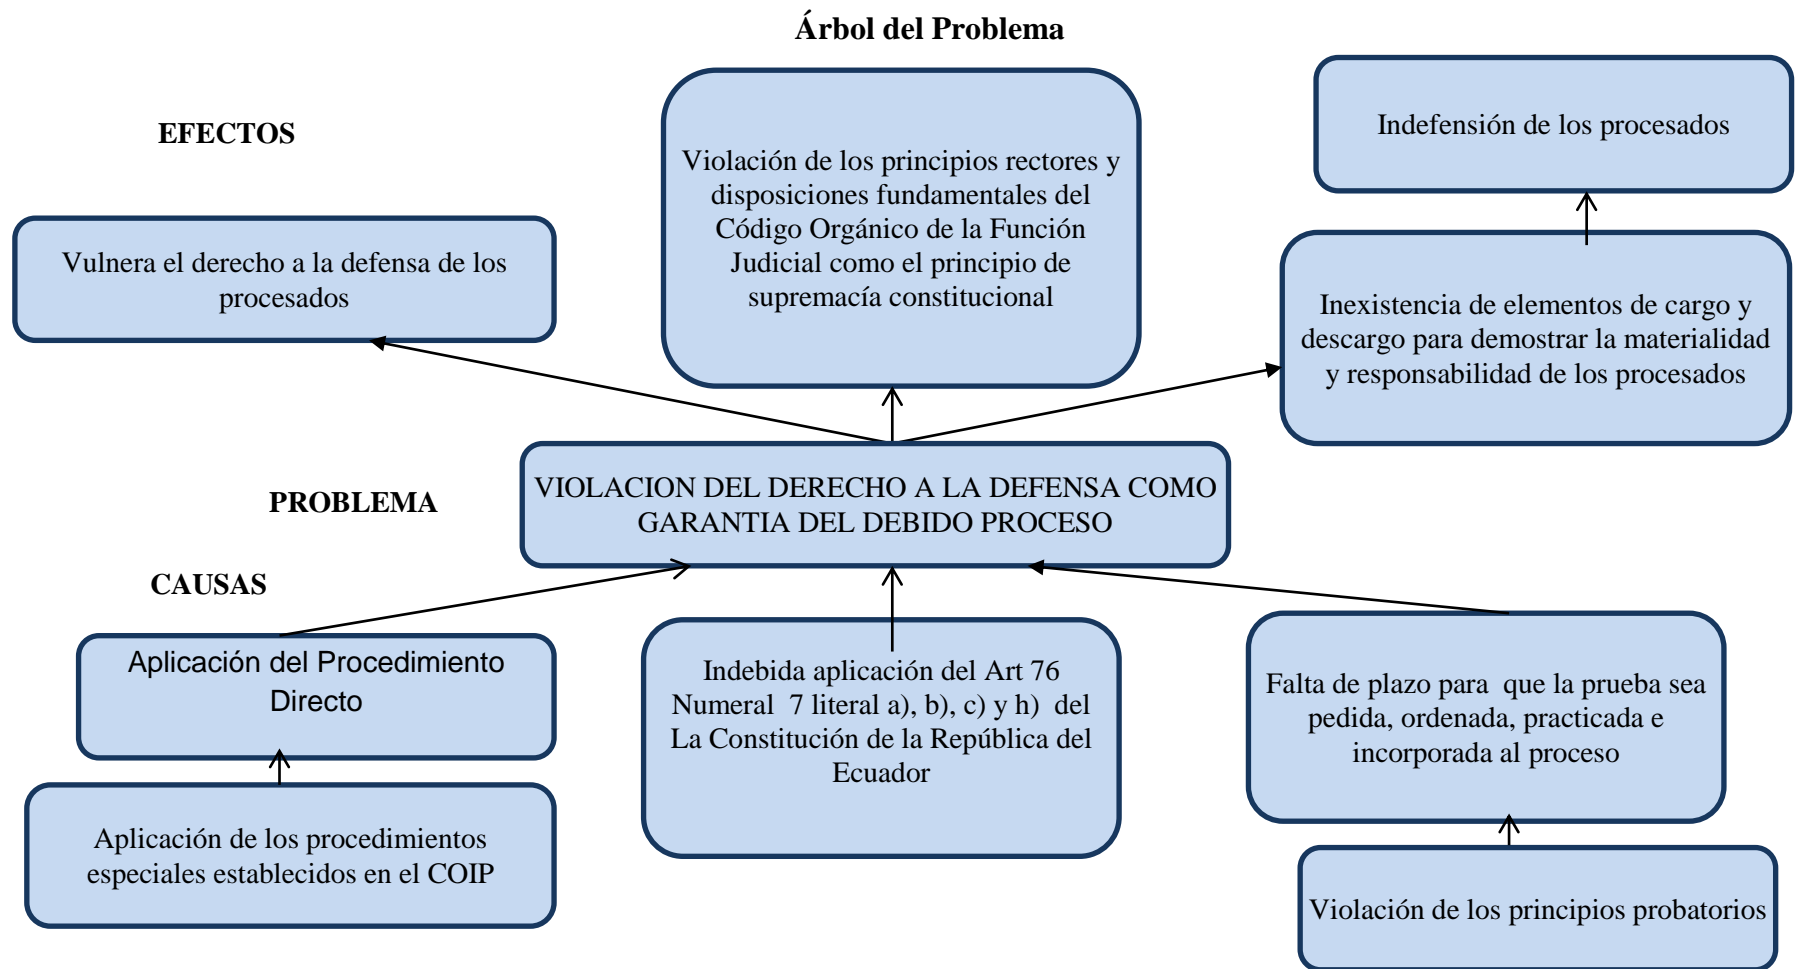 Árbol del Problema
EFECTOS
Vulnera el derecho a la defensa de los
procesados
Violación de los principios rectores y
disposiciones fundamentales del
Código Orgánico de la Función
Judicial como el principio de
supremacía constitucional
Indefensión de los procesados
Inexistencia de elementos de cargo y
descargo para demostrar la materialidad
y responsabilidad de los procesados
PROBLEMA
VIOLACION DEL DERECHO A LA DEFENSA COMO
GARANTIA DEL DEBIDO PROCESO
CAUSAS
Aplicación del Procedimiento
Directo
Aplicación de los procedimientos
especiales establecidos en el COIP
Indebida aplicación del Art 76
Numeral 7 literal a), b), c) y h) del
La Constitución de la República del
Ecuador
Falta de plazo para que la prueba sea
pedida, ordenada, practicada e
incorporada al proceso
Violación de los principios probatorios